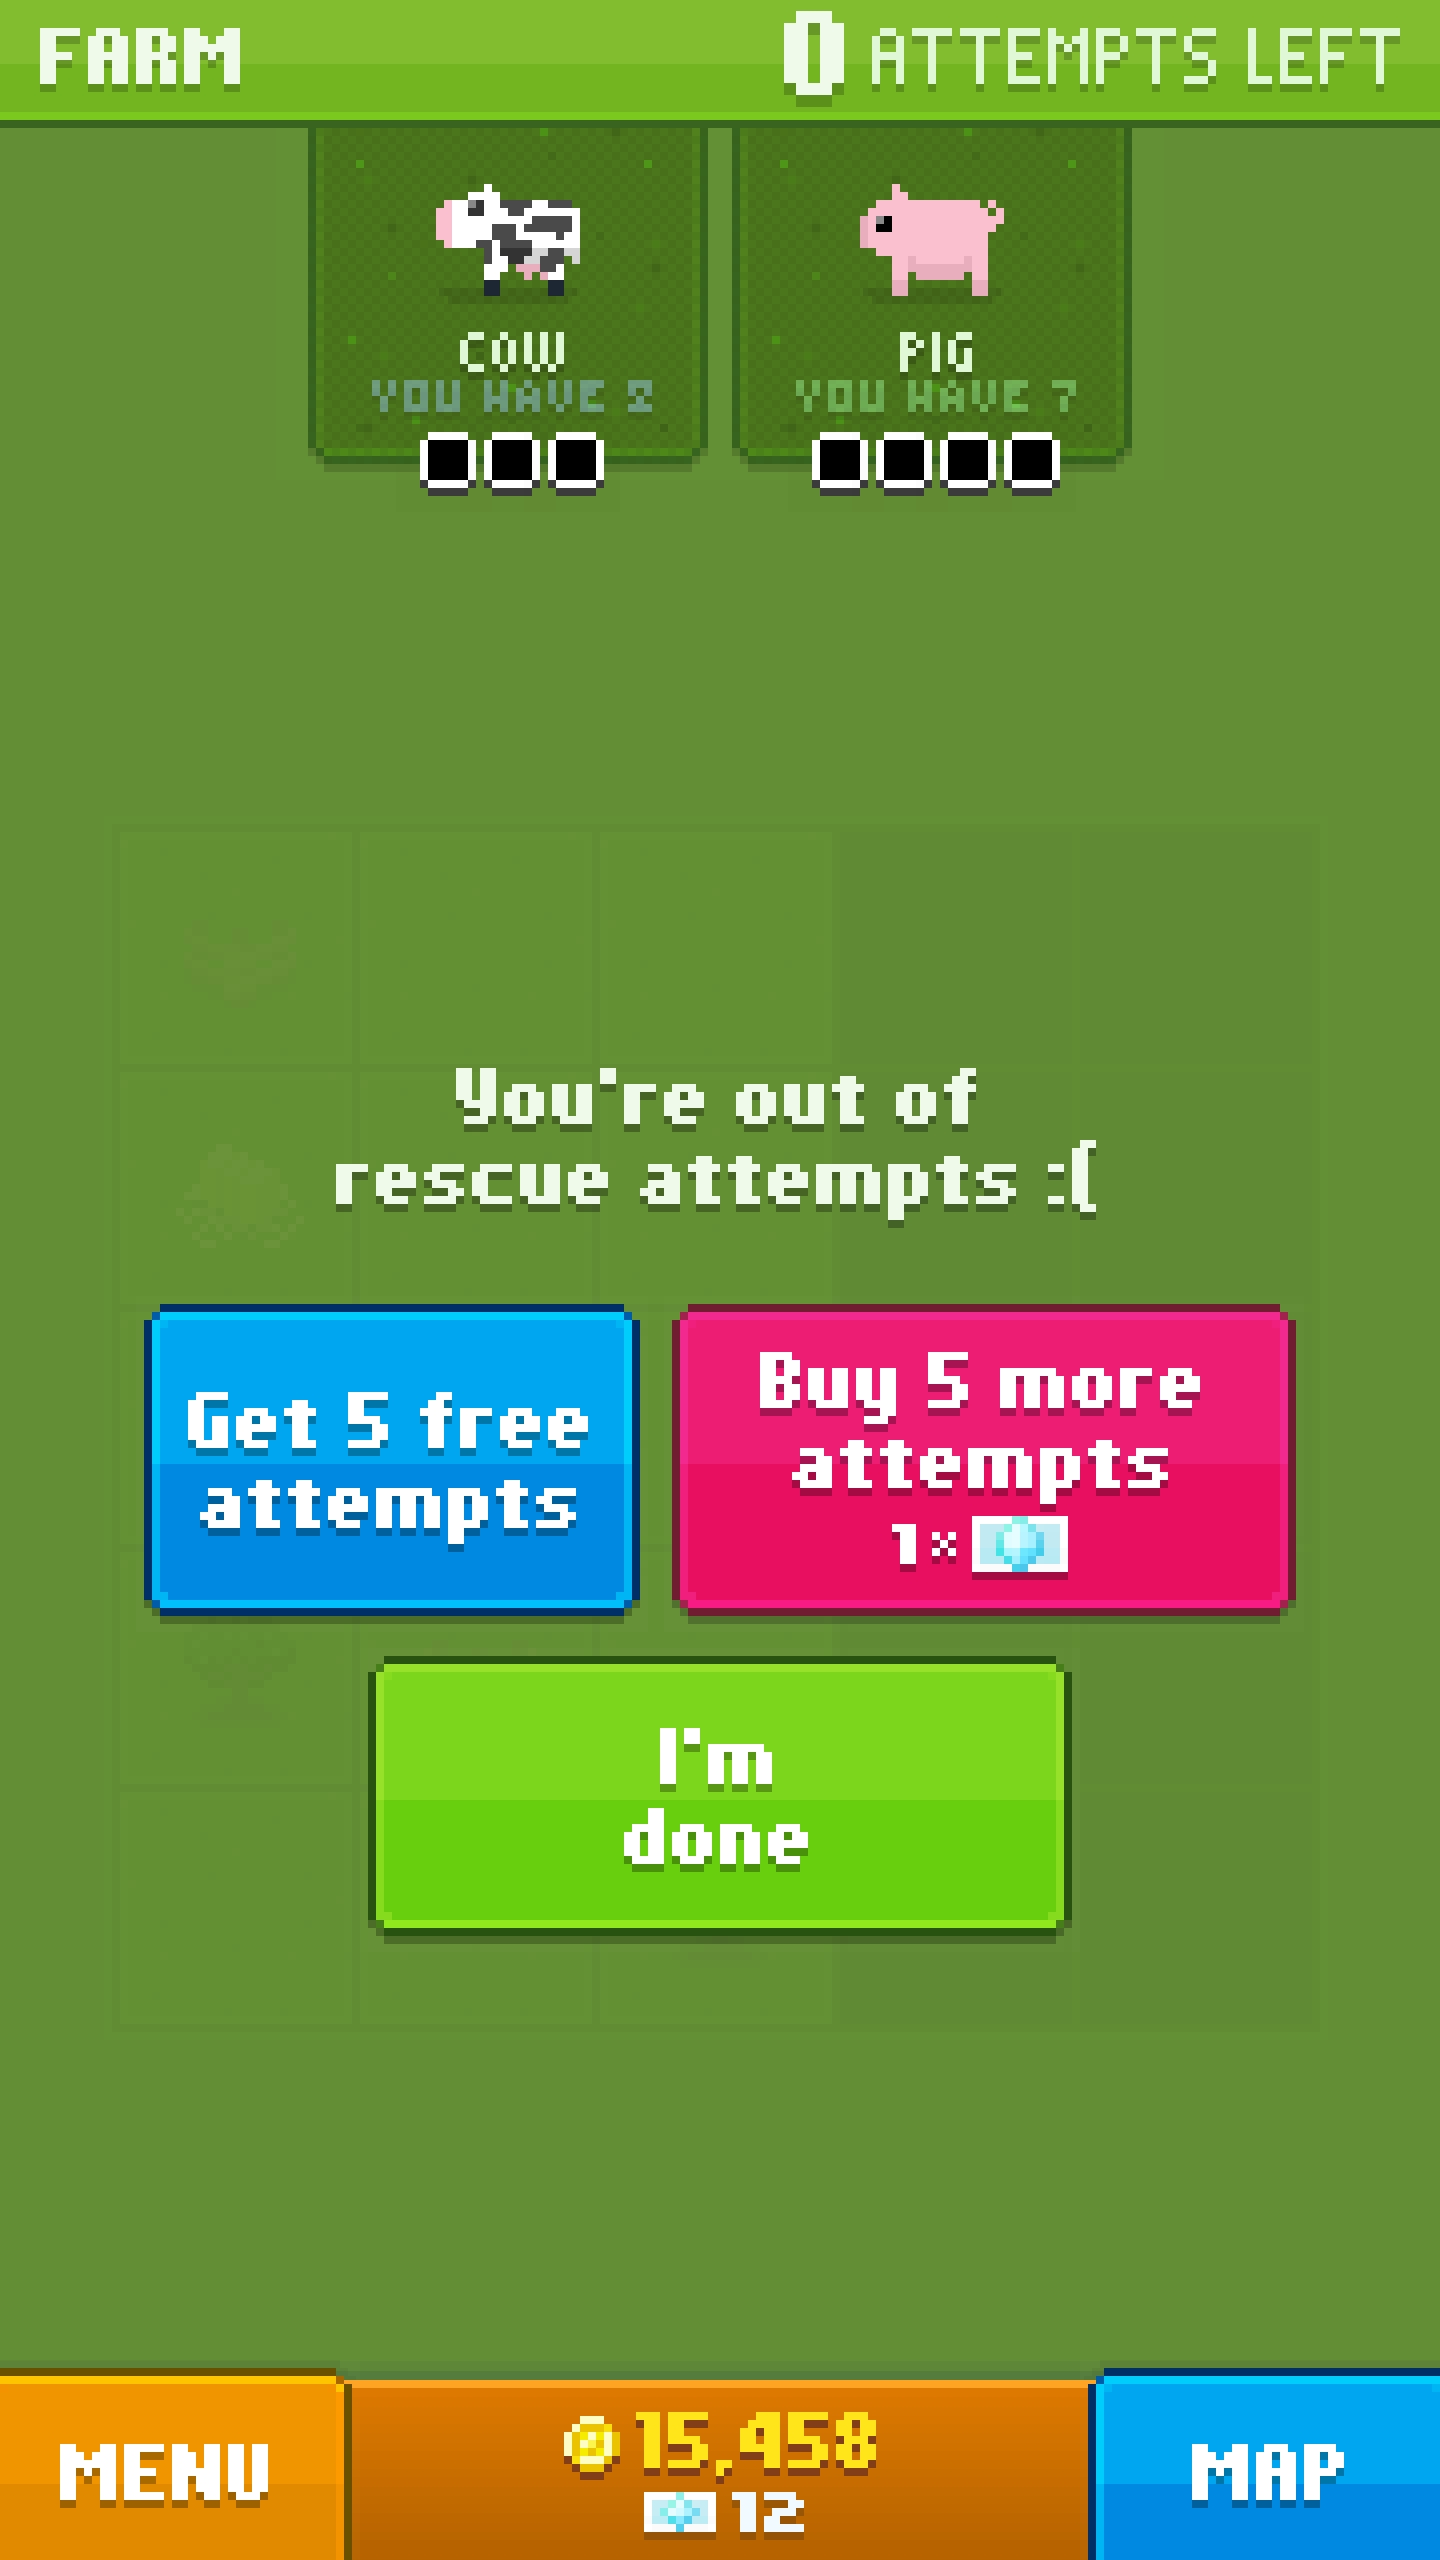 FARM
0 ATTEMPTS LEFT
COW
YOU HAVE 8
PIG
YOU HAVE 7
You're out of
rescue attempts :(
Get 5 free
attempts
Buy 5 more
attempts
1×
I'm
done
MENU
15,458
12
MAP